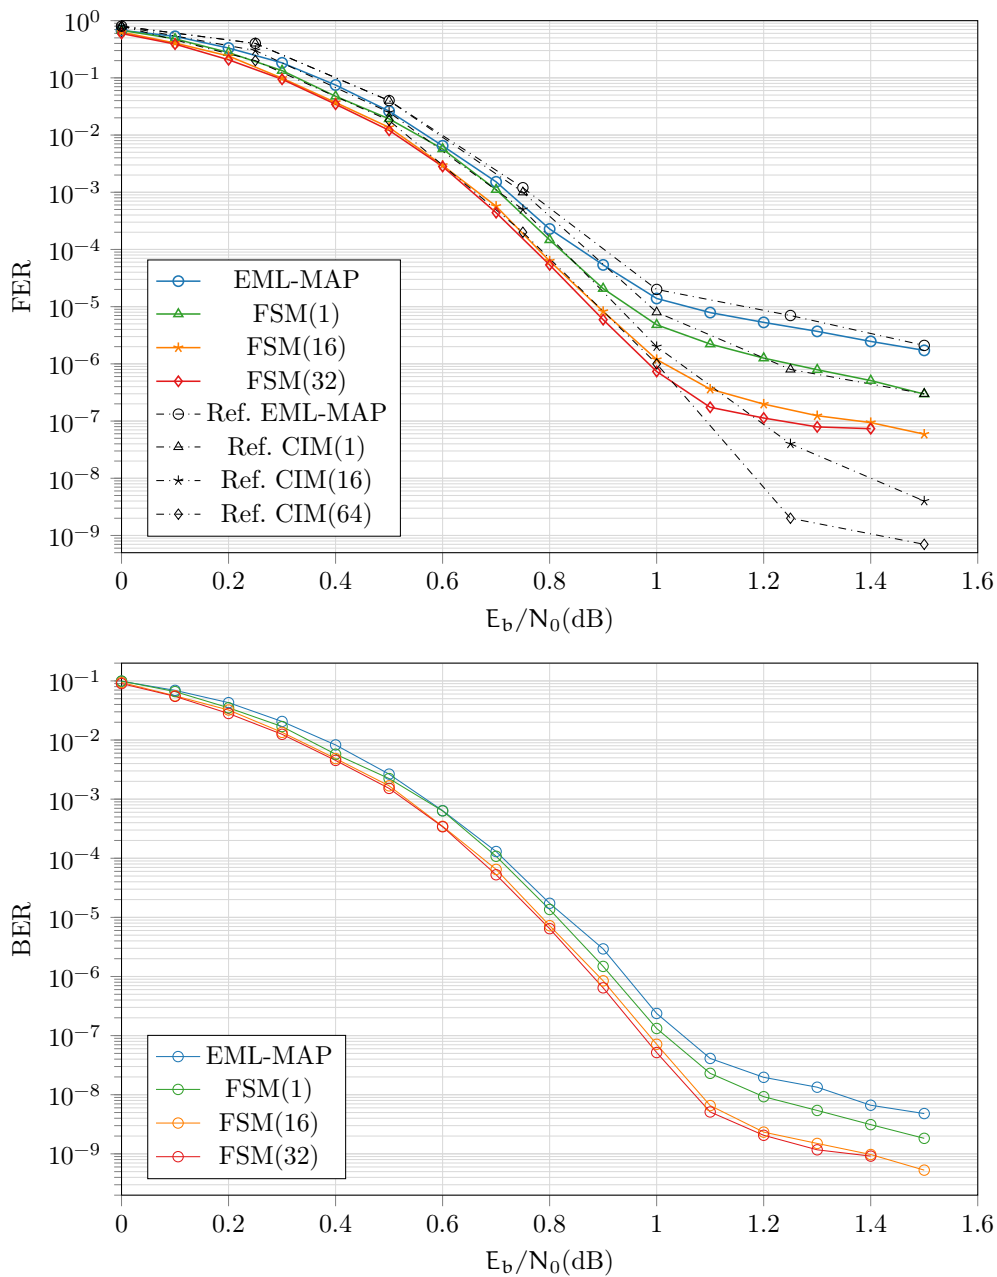 10^0
10^−1
10^−2
10^−3
10^−4
10^−5
10^−6
10^−7
10^−8
10^−9
FER
EML-MAP
FSM(1)
FSM(16)
FSM(32)
Ref. EML-MAP
Ref. CIM(1)
Ref. CIM(16)
Ref. CIM(64)
0 0.2 0.4 0.6 0.8 1 1.2 1.4 1.6
E_b/N_0(dB)
10^−1
10^−2
10^−3
10^−4
10^−5
10^−6
10^−7
10^−8
10^−9
BER
EML-MAP
FSM(1)
FSM(16)
FSM(32)
0 0.2 0.4 0.6 0.8 1 1.2 1.4 1.6
E_b/N_0(dB)